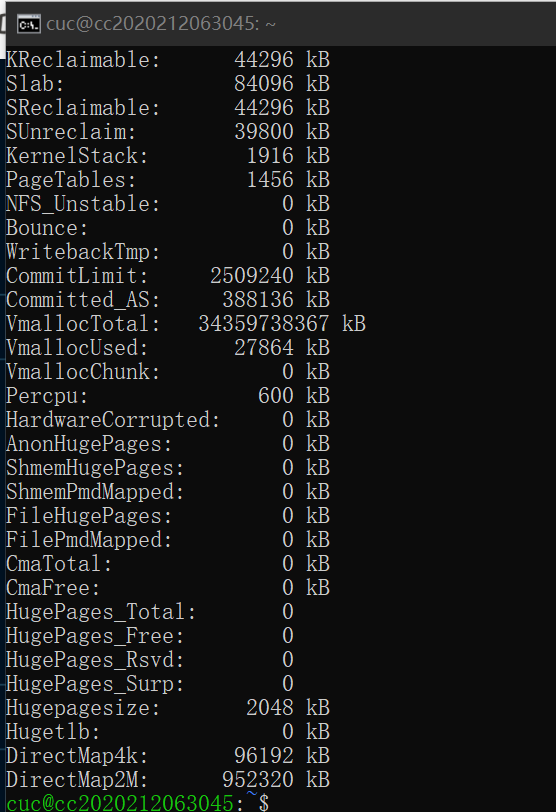 cuc@cc2020212063045: ~
KReclaimable:      44296 kB
Slab:              84096 kB
SReclaimable:      44296 kB
SUnreclaim:        39800 kB
KernelStack:        1916 kB
PageTables:         1456 kB
NFS_Unstable:          0 kB
Bounce:                0 kB
WritebackTmp:          0 kB
CommitLimit:     2509240 kB
Committed_AS:     388136 kB
VmallocTotal:   34359738367 kB
VmallocUsed:       27864 kB
VmallocChunk:          0 kB
Percpu:              600 kB
HardwareCorrupted:     0 kB
AnonHugePages:         0 kB
ShmemHugePages:        0 kB
ShmemPmdMapped:        0 kB
FileHugePages:         0 kB
FilePmdMapped:         0 kB
CmaTotal:              0 kB
CmaFree:               0 kB
HugePages_Total:       0
HugePages_Free:        0
HugePages_Rsvd:        0
HugePages_Surp:        0
Hugepagesize:       2048 kB
Hugetlb:               0 kB
DirectMap4k:       96192 kB
DirectMap2M:      952320 kB
cuc@cc2020212063045:~$